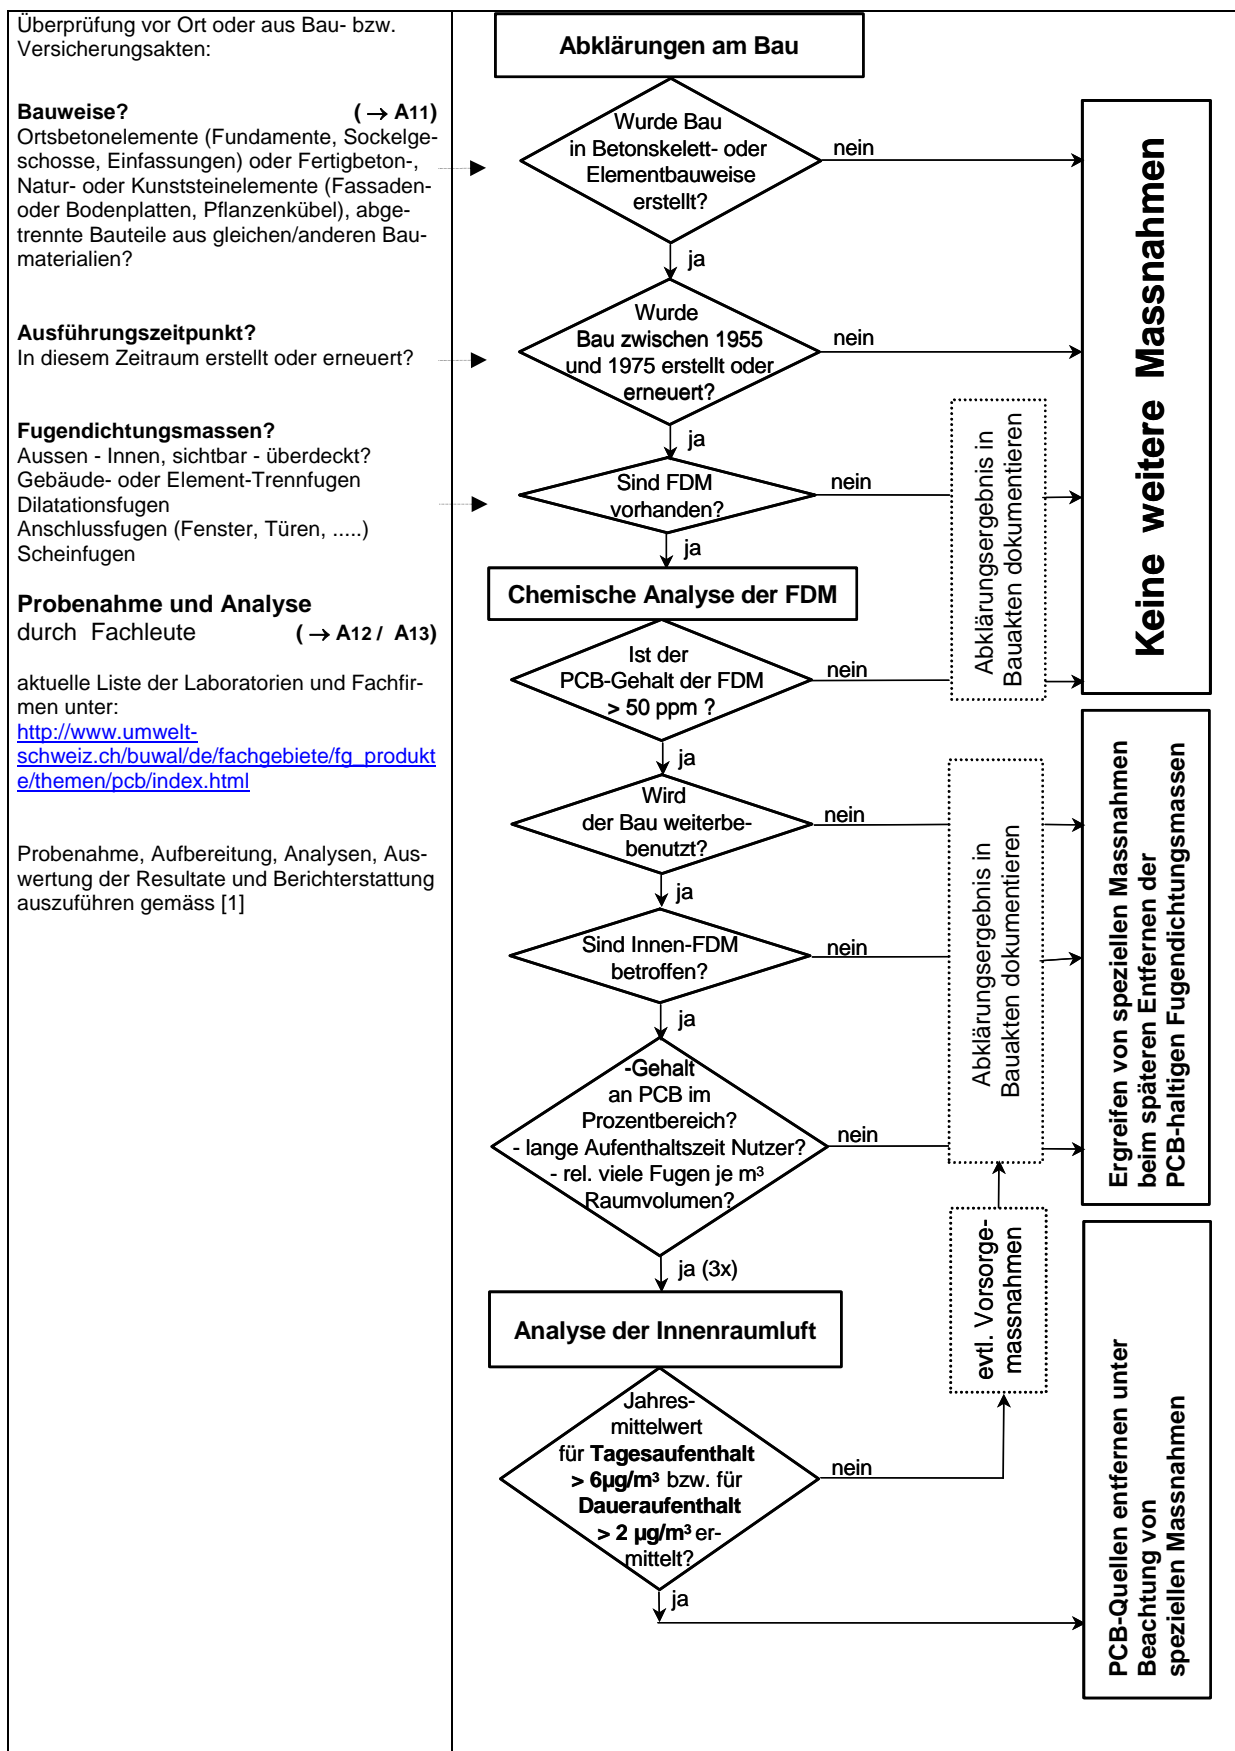 Überprüfung vor Ort oder aus Bau- bzw.
Versicherungsakten:
Bauweise? ( → A11)
Ortsbetonelemente (Fundamente, Sockelge-
schosse, Einfassungen) oder Fertigbeton-,
Natur- oder Kunststeinelemente (Fassaden-
oder Bodenplatten, Pflanzenkübel), abge-
trennte Bauteile aus gleichen/anderen Bau-
materialien?
Ausführungszeitpunkt?
In diesem Zeitraum erstellt oder erneuert?
Fugendichtungsmassen?
Aussen - Innen, sichtbar - überdeckt?
Gebäude- oder Element-Trennfugen
Dilatationsfugen
Anschlussfugen (Fenster, Türen, .....)
Scheinfugen
Probenahme und Analyse
durch Fachleute ( → A12 / A13)
aktuelle Liste der Laboratorien und Fachfir-
men unter:
http://www.umwelt-
schweiz.ch/buwal/de/fachgebiete/fg_produkt
e/themen/pcb/index.html
Probenahme, Aufbereitung, Analysen, Aus-
wertung der Resultate und Berichterstattung
auszuführen gemäss [1]
Abklärungen am Bau
Wurde Bau
in Betonskelett- oder
Elementbauweise
erstellt?
nein
ja
Wurde
Bau zwischen 1955
und 1975 erstellt oder
erneuert?
nein
ja
Sind FDM
vorhanden?
nein
ja
Chemische Analyse der FDM
Ist der
PCB-Gehalt der FDM
> 50 ppm ?
nein
ja
Wird
der Bau weiterbe-
benutzt?
nein
ja
Sind Innen-FDM
betroffen?
nein
ja
-Gehalt
an PCB im
Prozentbereich?
- lange Aufenthaltszeit Nutzer?
- rel. viele Fugen je m³
Raumvolumen?
nein
ja (3x)
Analyse der Innenraumluft
Jahres-
mittelwert
für Tagesaufenthalt
> 6µg/m³ bzw. für
Daueraufenthalt
> 2 µg/m³ er-
mittelt?
nein
ja
Abklärungsergebnis in
Bauakten dokumentieren
Abklärungsergebnis in
Bauakten dokumentieren
evtl. Vorsorge-
massnahmen
Keine weitere Massnahmen
Ergreifen von speziellen Massnahmen
beim späteren Entfernen der
PCB-haltigen Fugendichtungsmassen
PCB-Quellen entfernen unter
Beachtung von
speziellen Massnahmen